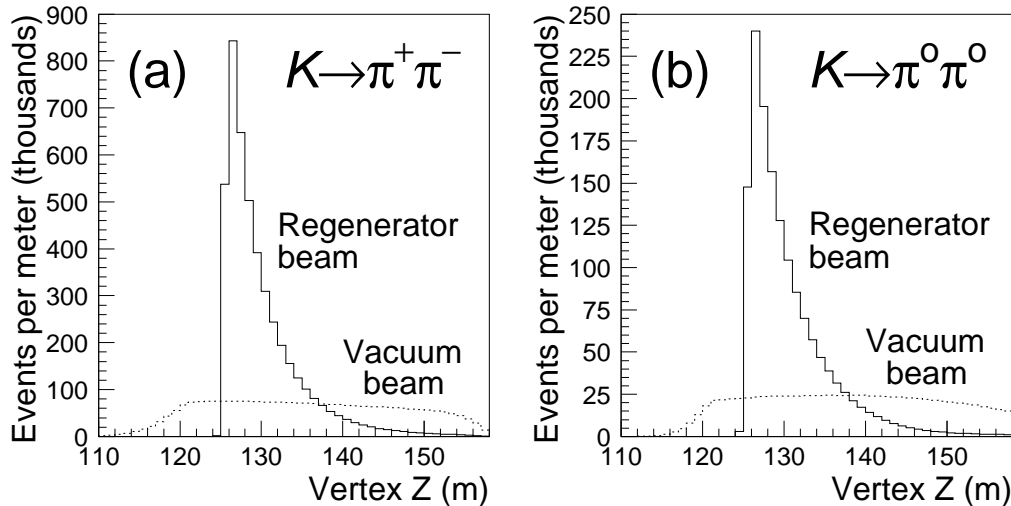 (a)
K→π⁺π⁻
Regenerator
beam
Vacuum
beam
Events per meter (thousands)
900
800
700
600
500
400
300
200
100
0
110 120 130 140 150
Vertex Z (m)
(b)
K→π⁰π⁰
Regenerator
beam
Vacuum
beam
Events per meter (thousands)
250
225
200
175
150
125
100
75
50
25
0
110 120 130 140 150
Vertex Z (m)